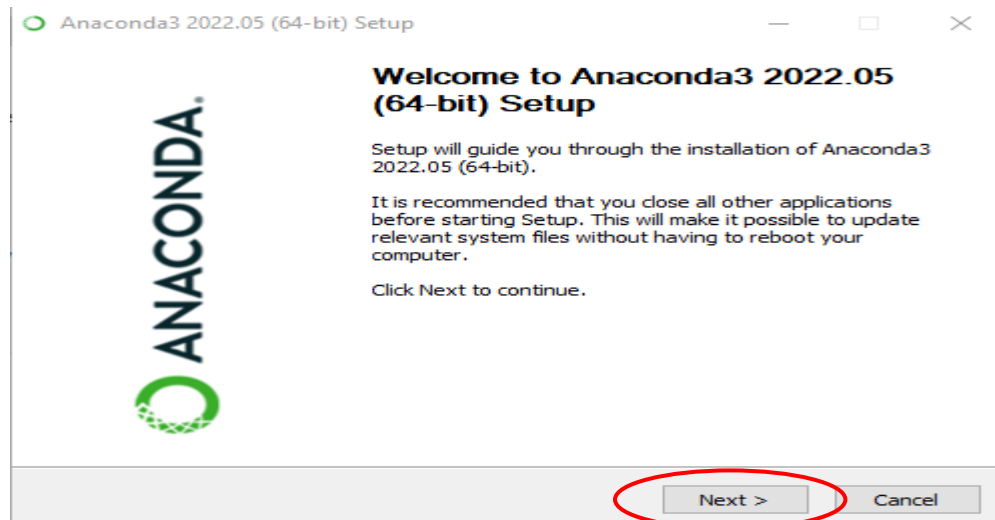 Anaconda3 2022.05 (64-bit) Setup
Welcome to Anaconda3 2022.05
(64-bit) Setup
Setup will guide you through the installation of Anaconda3
2022.05 (64-bit).
It is recommended that you close all other applications
before starting Setup. This will make it possible to update
relevant system files without having to reboot your
computer.
Click Next to continue.
ANACONDA.
Next >
Cancel